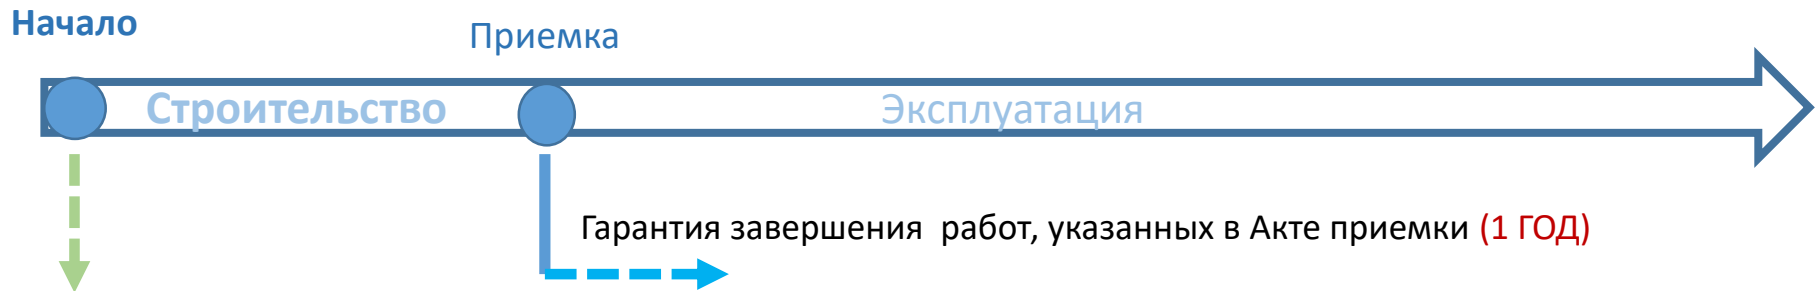 Начало
Приемка
Строительство
Эксплуатация
Гарантия завершения  работ, указанных в Акте приемки (1 ГОД)